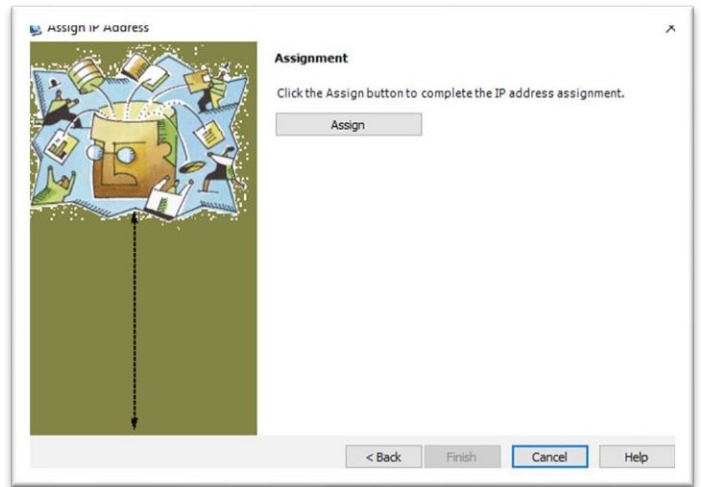 Assign IP Address
Assignment
Click the Assign button to complete the IP address assignment.
Assign
< Back Finish Cancel Help